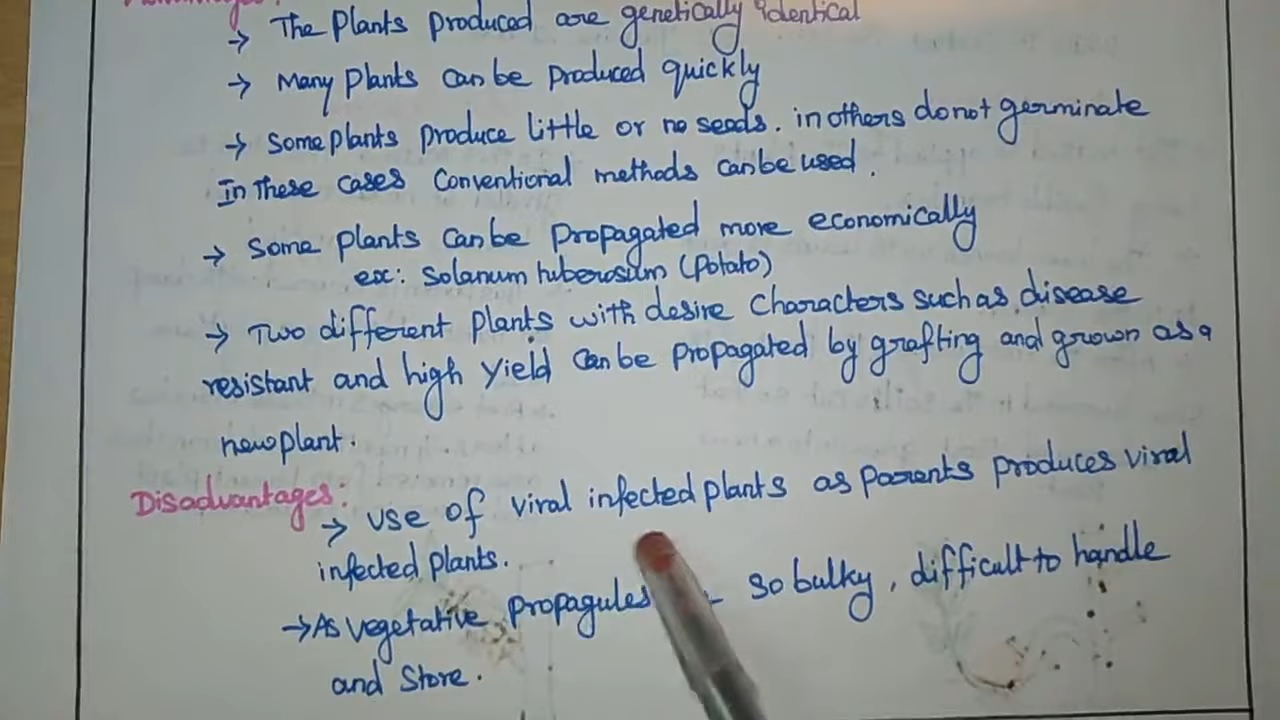 → The Plants produced are genetically identical
→ Many Plants can be Produced quickly
→ Some plants produce little or no seeds. in others do not germinate
In these cases Conventional methods can be used.
→ Some plants can be propagated more economically
ex: Solanum tuberosum (Potato)
→ Two different plants with desire Characters such as disease
resistant and high yield can be propagated by grafting and grown as a
new plant.
Disadvantages:
→ Use of viral infected plants as Parents produces viral
infected plants.
→ As vegetative propagules so bulky, difficult to handle
and Store.